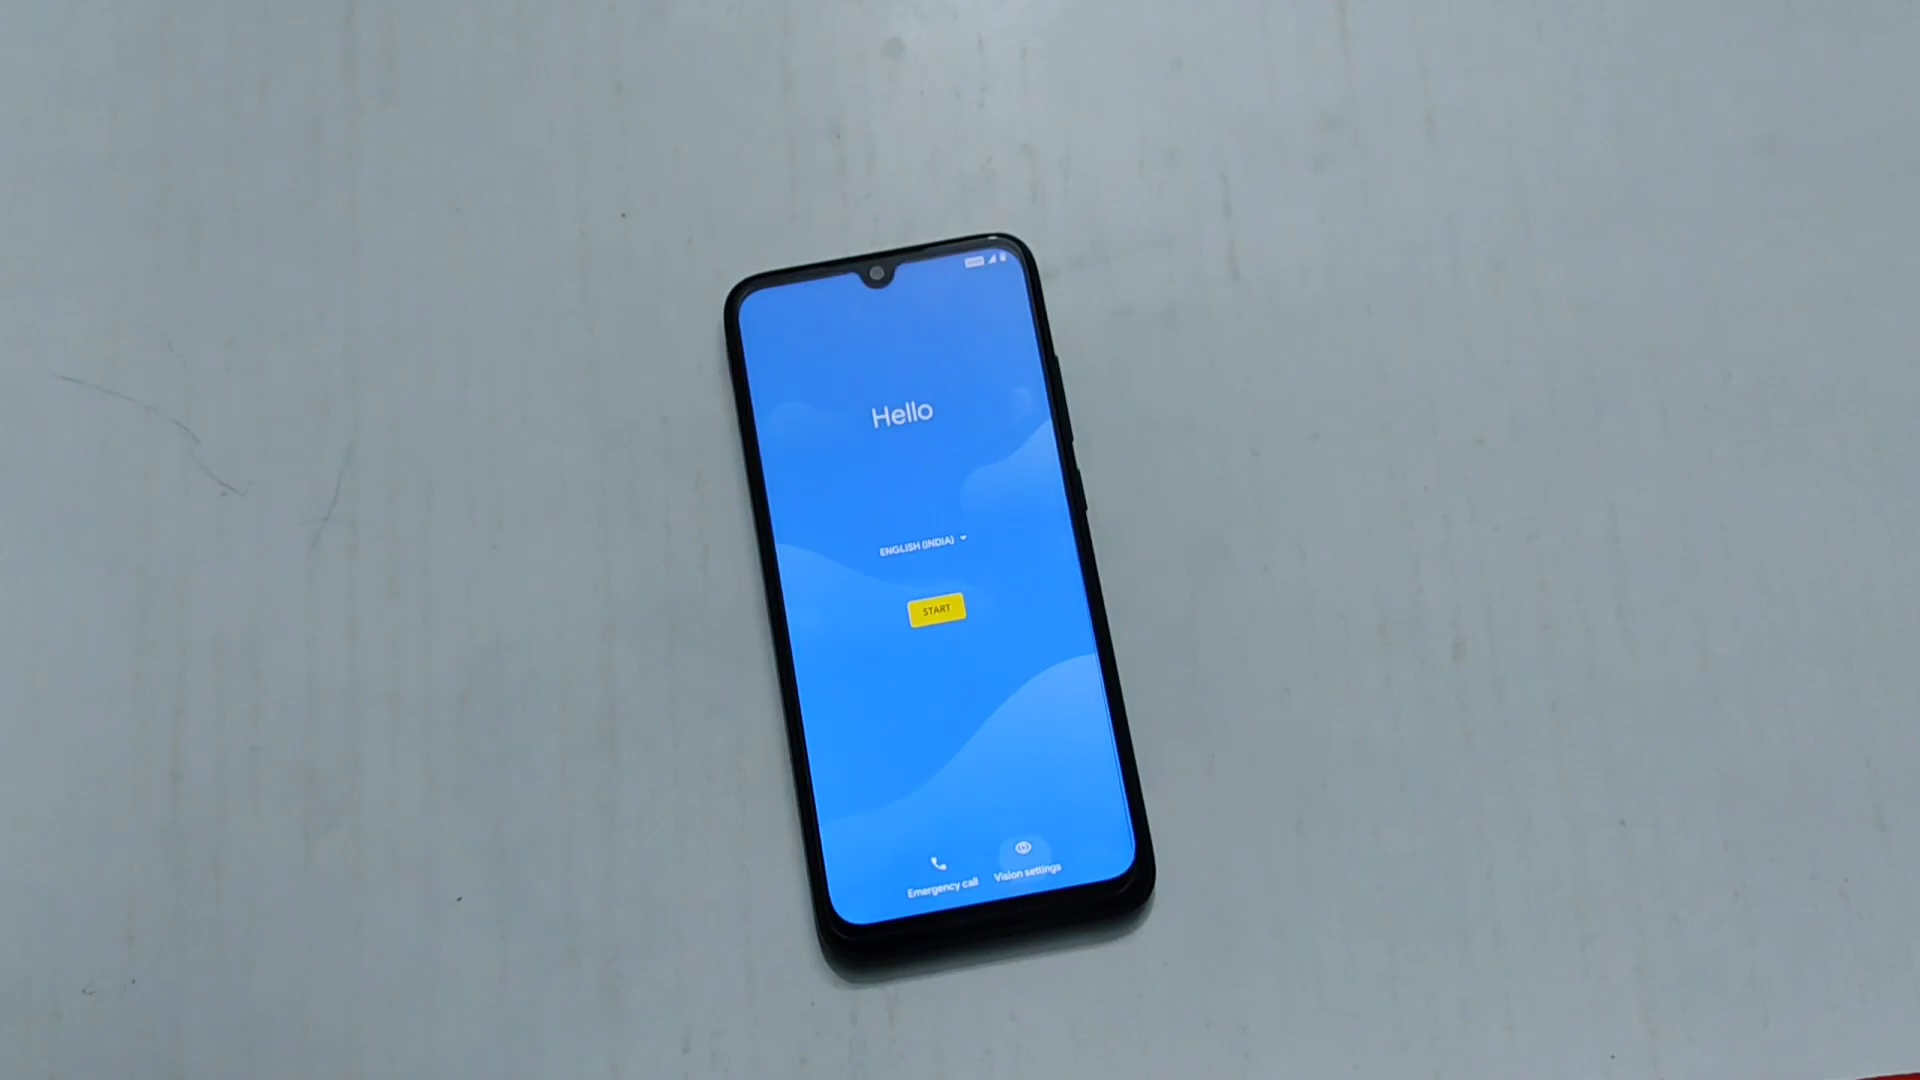 Hello
ENGLISH (INDIA)
START
Emergency call
Vision settings